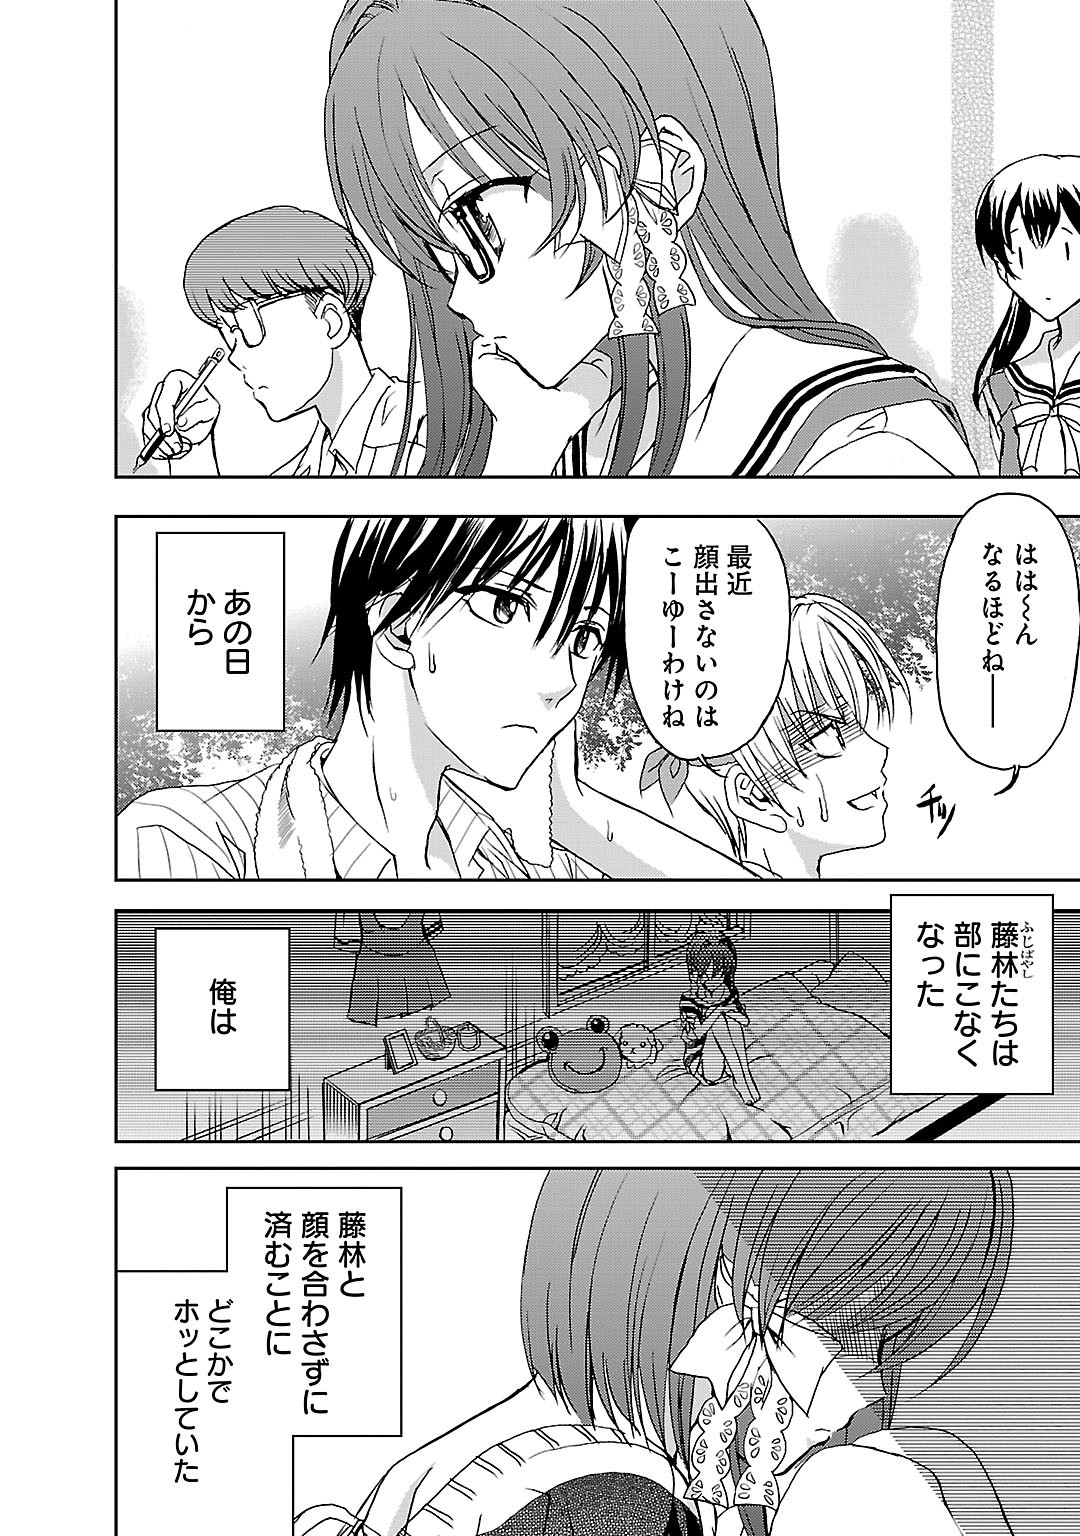 はは〜ん
なるほどね――
最近
顔出さないのは
こーゆーわけね
チッ
あの日
から
藤林たちは
ふじばやし
部にこなく
なった
俺は
藤林と
顔を合わさずに
済むことに
どこかで
ホッとしていた